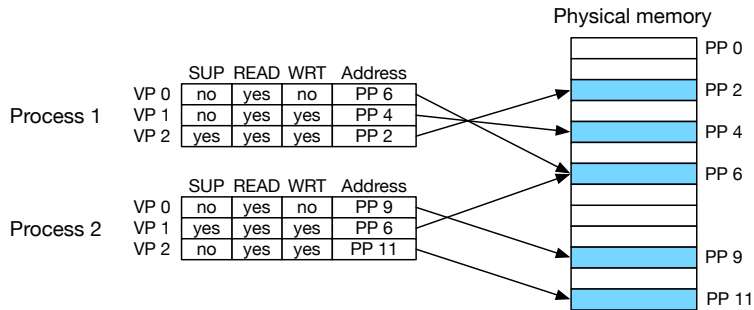 Physical memory
PP 0
SUP READ WRT Address
VP 0 no yes no PP 6
PP 2
Process 1
VP 1 no yes yes PP 4
VP 2 yes yes yes PP 2
PP 4
PP 6
SUP READ WRT Address
VP 0 no yes no PP 9
Process 2
VP 1 yes yes yes PP 6
VP 2 no yes yes PP 11
PP 9
PP 11